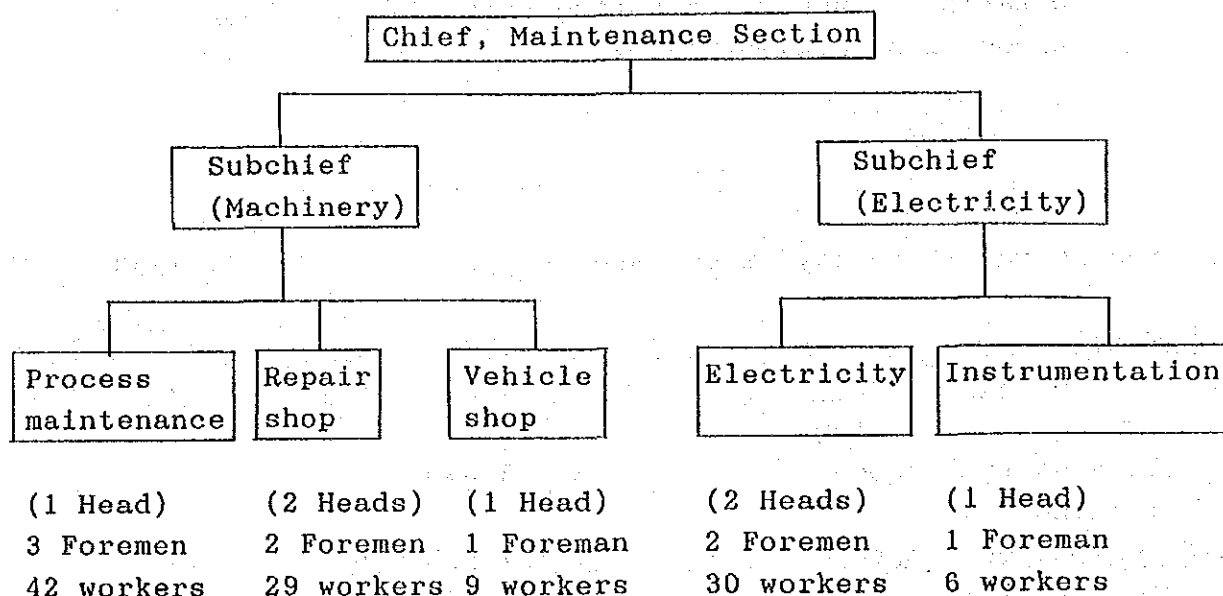 Chief, Maintenance Section
Subchief
(Machinery)
Subchief
(Electricity)
Process
maintenance
Repair
shop
Vehicle
shop
Electricity
Instrumentation
(1 Head)
3 Foremen
42 workers
(2 Heads)
2 Foremen
29 workers
(1 Head)
1 Foreman
9 workers
(2 Heads)
2 Foremen
30 workers
(1 Head)
1 Foreman
6 workers